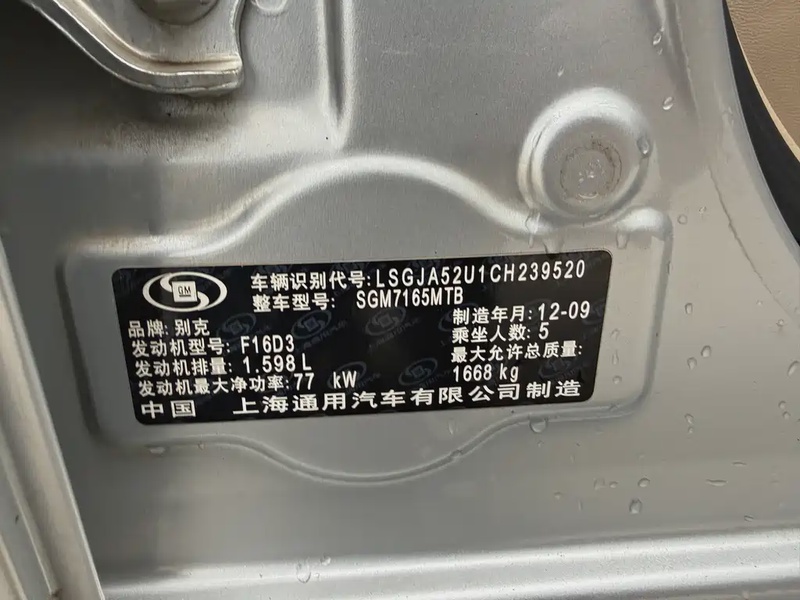 GM
车辆识别代号:LSGJA52U1CH239520
整车型号: SGM7165MTB
品牌: 别克
制造年月:12-09
发动机型号: F16D3
乘坐人数: 5
发动机排量: 1.598 L
最大允许总质量:
发动机最大净功率: 77 kW
1668 kg
中国 上海通用汽车有限公司制造